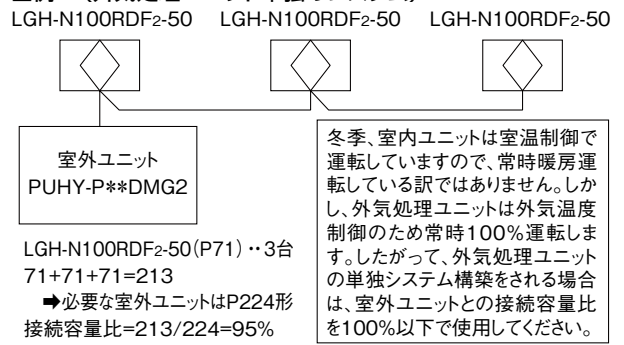 LGH-N100RDF2-50 LGH-N100RDF2-50 LGH-N100RDF2-50
室外ユニット
PUHY-P**DMG2
LGH-N100RDF2-50(P71)‥3台
71+71+71=213
➡必要な室外ユニットはP224形
接続容量比=213/224=95%
冬季、室内ユニットは室温制御で
運転していますので、常時暖房運
転している訳ではありません。しか
し、外気処理ユニットは外気温度
制御のため常時100%運転しま
す。したがって、外気処理ユニット
の単独システム構築をされる場合
は、室外ユニットとの接続容量比
を100%以下で使用してください。